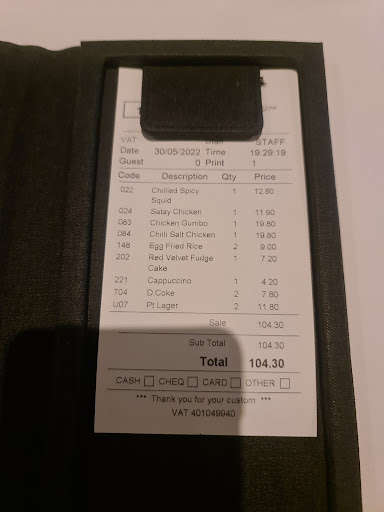 VAT STAFF
Date 30/05/2022 Time 19:29:19
Guest 0 Print 1
Code Description Qty Price
022 Chilled Spicy 1 12.80
Squid
024 Satay Chicken 1 11.90
083 Chicken Gumbo 1 19.80
084 Chilli Salt Chicken 1 19.80
148 Egg Fried Rice 2 9.00
202 Red Velvet Fudge 1 7.20
Cake
221 Cappuccino 1 4.20
T04 D.Coke 2 7.80
U07 Pt Lager 2 11.80
Sale 104.30
Sub Total 104.30
Total 104.30
CASH CHEQ CARD OTHER
*** Thank you for your custom ***
VAT 401049940